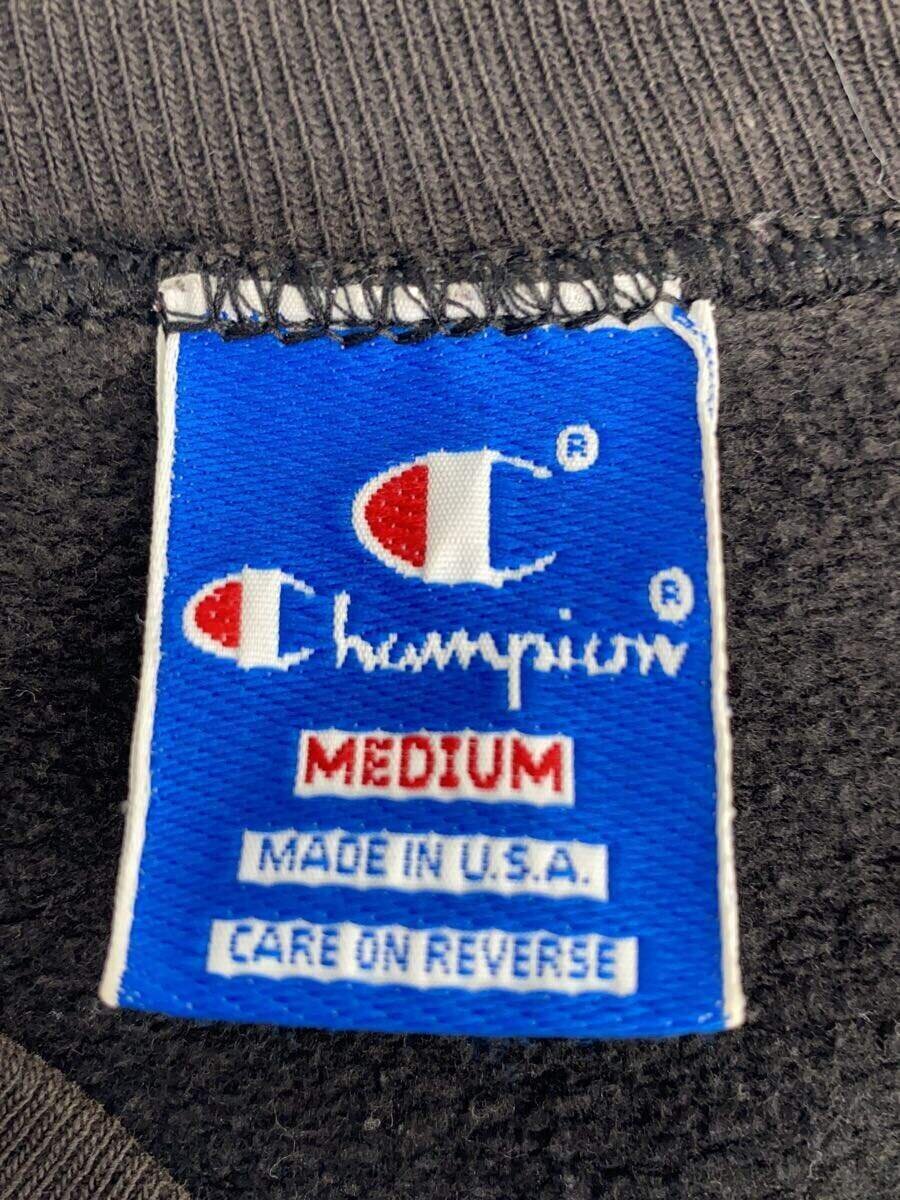 C®
Champion®
MEDIUM
MADE IN U.S.A.
CARE ON REVERSE